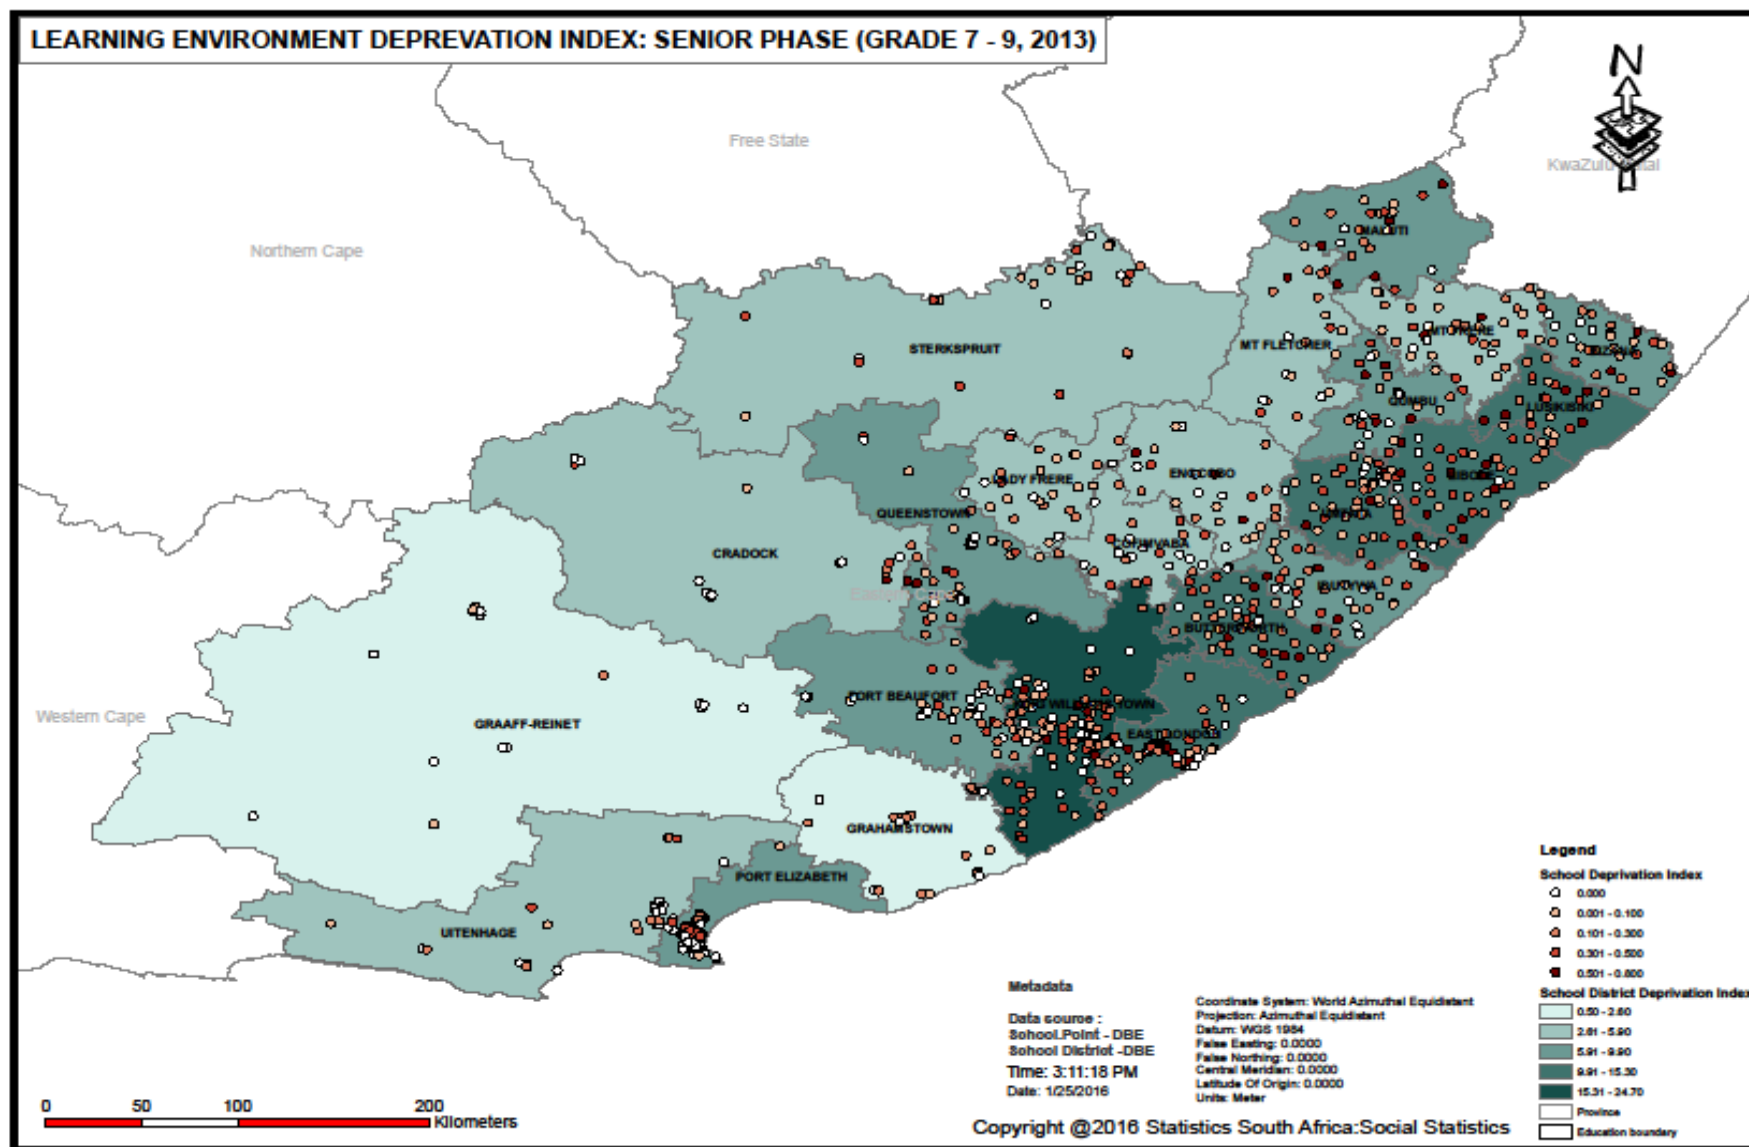 LEARNING ENVIRONMENT DEPREVATION INDEX: SENIOR PHASE (GRADE 7 - 9, 2013)
N
Free State
KwaZulu
Northern Cape
MALUTI
STERKSPRUIT
MT FLETCHER
MT FRERE
QUMBU
LUSIKISIKI
LADY FRERE
ENGCOBO
LIBODE
QUEENSTOWN
CRADOCK
COFIMVABA
IDUTYWA
Eastern Cape
BUTTERWORTH
FORT BEAUFORT
KING WILLIAMS TOWN
Western Cape
GRAAFF-REINET
EAST LONDON
GRAHAMSTOWN
PORT ELIZABETH
UITENHAGE
Legend
School Deprivation Index
0.000
0.001 - 0.100
0.101 - 0.300
0.301 - 0.500
0.501 - 0.800
School District Deprivation Index
0.50 - 2.60
2.61 - 5.90
5.91 - 9.90
9.91 - 15.30
15.31 - 24.70
Province
Education boundary
Metadata
Data source :
School.Point - DBE
School District -DBE
Time: 3:11:18 PM
Date: 1/25/2016
Coordinate System: World Azimuthal Equidistant
Projection: Azimuthal Equidistant
Datum: WGS 1984
False Easting: 0.0000
False Northing: 0.0000
Central Meridian: 0.0000
Latitude Of Origin: 0.0000
Units: Meter
0 50 100 200
Kilometers
Copyright @2016 Statistics South Africa:Social Statistics